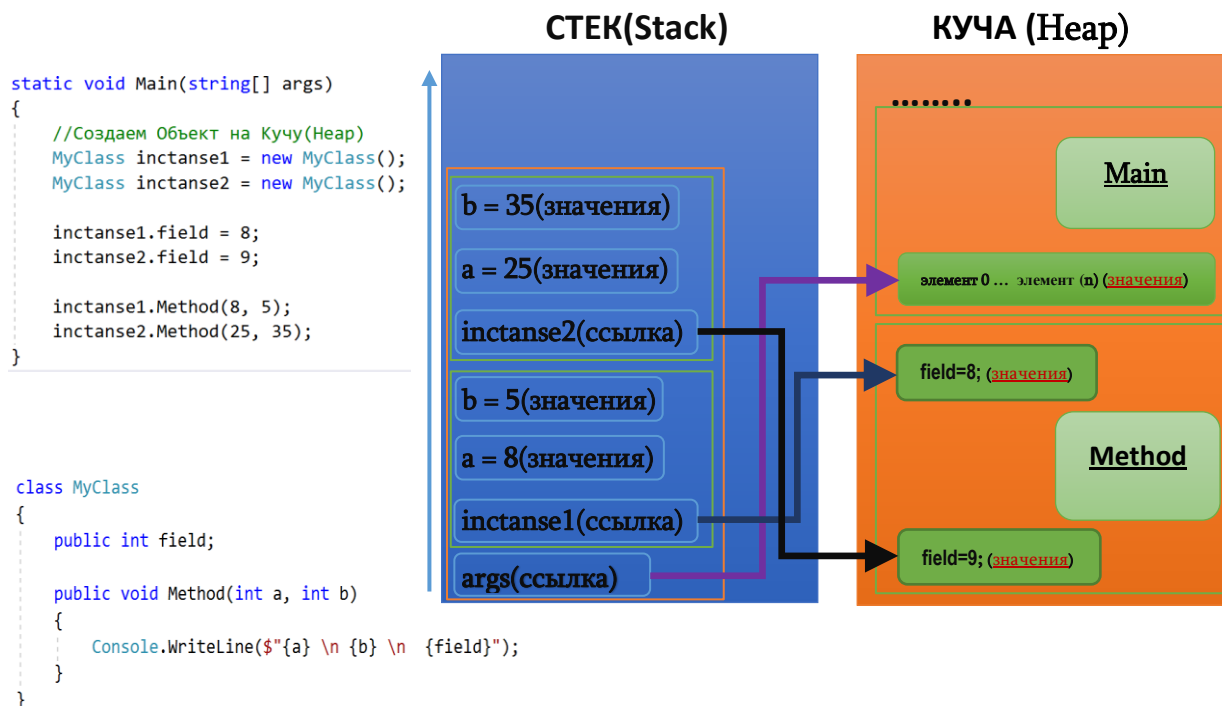 СТЕК(Stack)
КУЧА (Heap)
static void Main(string[] args)
{
//Создаем Объект на Кучу(Heap)
MyClass inctanse1 = new MyClass();
MyClass inctanse2 = new MyClass();
inctanse1.field = 8;
inctanse2.field = 9;
inctanse1.Method(8, 5);
inctanse2.Method(25, 35);
}
class MyClass
{
public int field;
public void Method(int a, int b)
{
Console.WriteLine($"{a} \n {b} \n  {field}");
}
}
b = 35(значения)
a = 25(значения)
inctanse2(ссылка)
b = 5(значения)
a = 8(значения)
inctanse1(ссылка)
args(ссылка)
........
Main
элемент 0 ... элемент (n) (значения)
field=8; (значения)
Method
field=9; (значения)